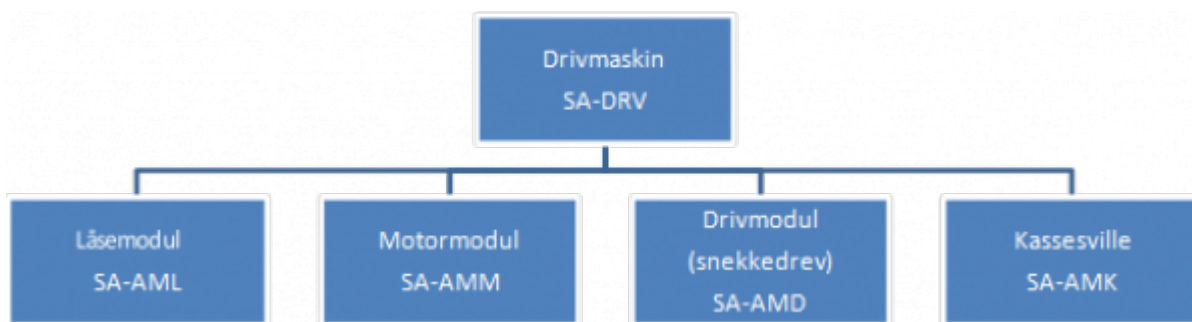 Drivmaskin
SA-DRV
Låsemodul
SA-AML
Motormodul
SA-AMM
Drivmodul
(snekkedrev)
SA-AMD
Kassesville
SA-AMK